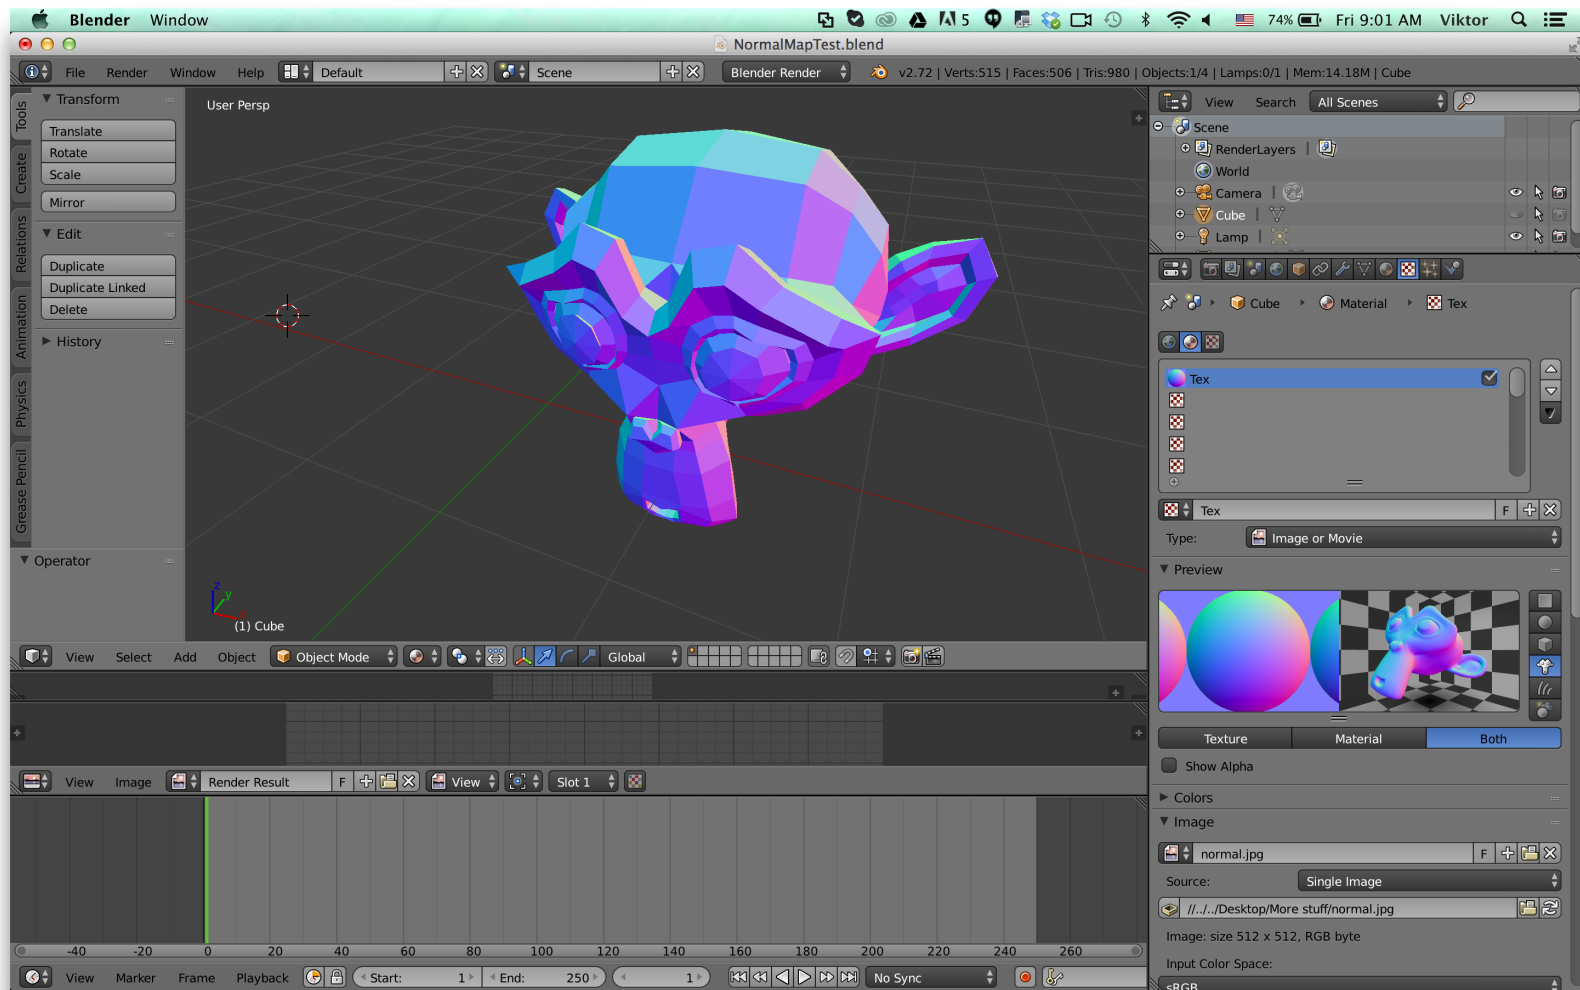 Blender Window 5 74% Fri 9:01 AM Viktor
NormalMapTest.blend
File Render Window Help Default Scene Blender Render v2.72 | Verts:515 | Faces:506 | Tris:980 | Objects:1/4 | Lamps:0/1 | Mem:14.18M | Cube
Tools
Create
Relations
Animation
Physics
Grease Pencil
Transform
Translate
Rotate
Scale
Mirror
Edit
Duplicate
Duplicate Linked
Delete
History
Operator
User Persp
z
y
x
(1) Cube
View Select Add Object Object Mode Global
View Image Render Result F View Slot 1
-40 -20 0 20 40 60 80 100 120 140 160 180 200 220 240 260
View Marker Frame Playback Start: 1 End: 250 1 No Sync
View Search All Scenes
Scene
RenderLayers |
World
Camera |
Cube |
Lamp |
Cube Material Tex
Tex
Tex F
Type: Image or Movie
Preview
Texture Material Both
Show Alpha
Colors
Image
normal.jpg F
Source: Single Image
//../../Desktop/More stuff/normal.jpg
Image: size 512 x 512, RGB byte
Input Color Space:
sRGB